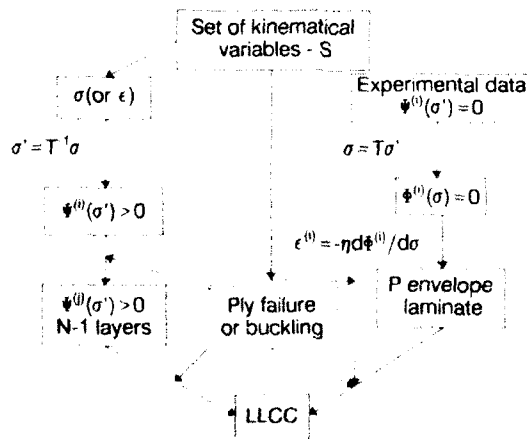 Set of kinematical
variables - S
σ(or ϵ)
Experimental data
Ψ⁽ⁱ⁾(σ')=0
σ' = T⁻¹σ
σ=Tσ'
Ψ⁽ⁱ⁾(σ')>0
Φ⁽ⁱ⁾(σ)=0
ϵ⁽ⁱ⁾=-ηdΦ⁽ⁱ⁾/dσ
Ψ⁽ʲ⁾(σ')>0
N-1 layers
Ply failure
or buckling
P envelope
laminate
LLCC